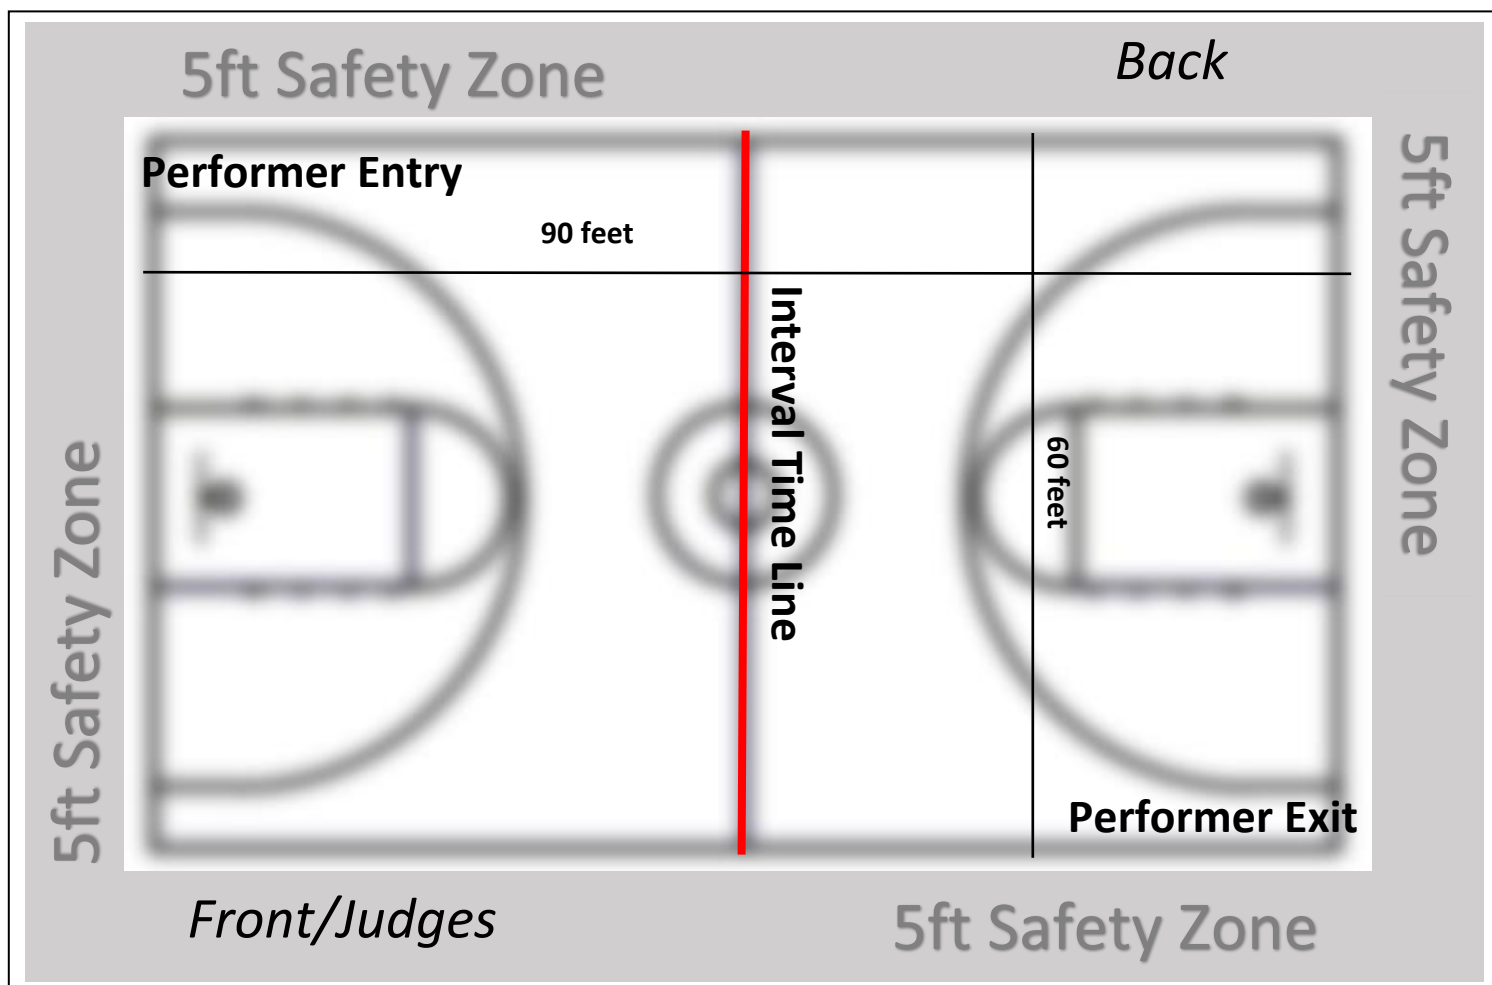 5ft Safety Zone
Back
Performer Entry
5ft Safety Zone
90 feet
Interval Time Line
60 feet
5ft Safety Zone
Performer Exit
Front/Judges
5ft Safety Zone